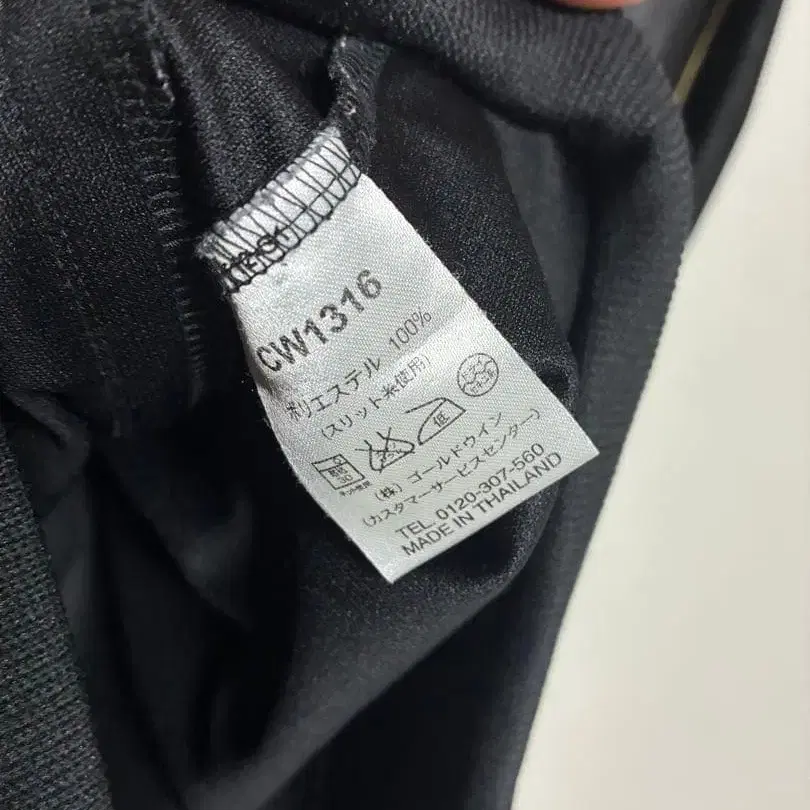 CW1316
ポリエステル 100%
(スリット糸使用)
低
(株) ゴールドウイン
(カスタマーサービスセンター)
TEL.0120-307-560
MADE IN THAILAND